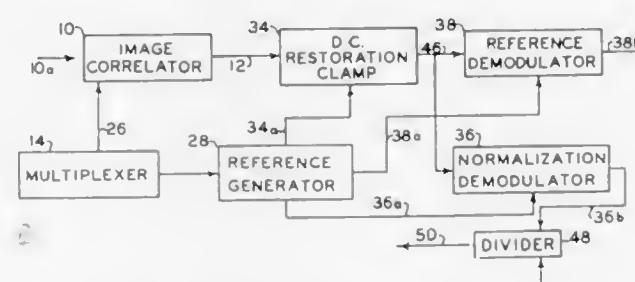 10
IMAGE
CORRELATOR
10a
12
34
D.C.
RESTORATION
CLAMP
46
38
REFERENCE
DEMODULATOR
26
34a
38a
14
MULTIPLEXER
28
REFERENCE
GENERATOR
36
NORMALIZATION
DEMODULATOR
36a
36b
50
DIVIDER
48